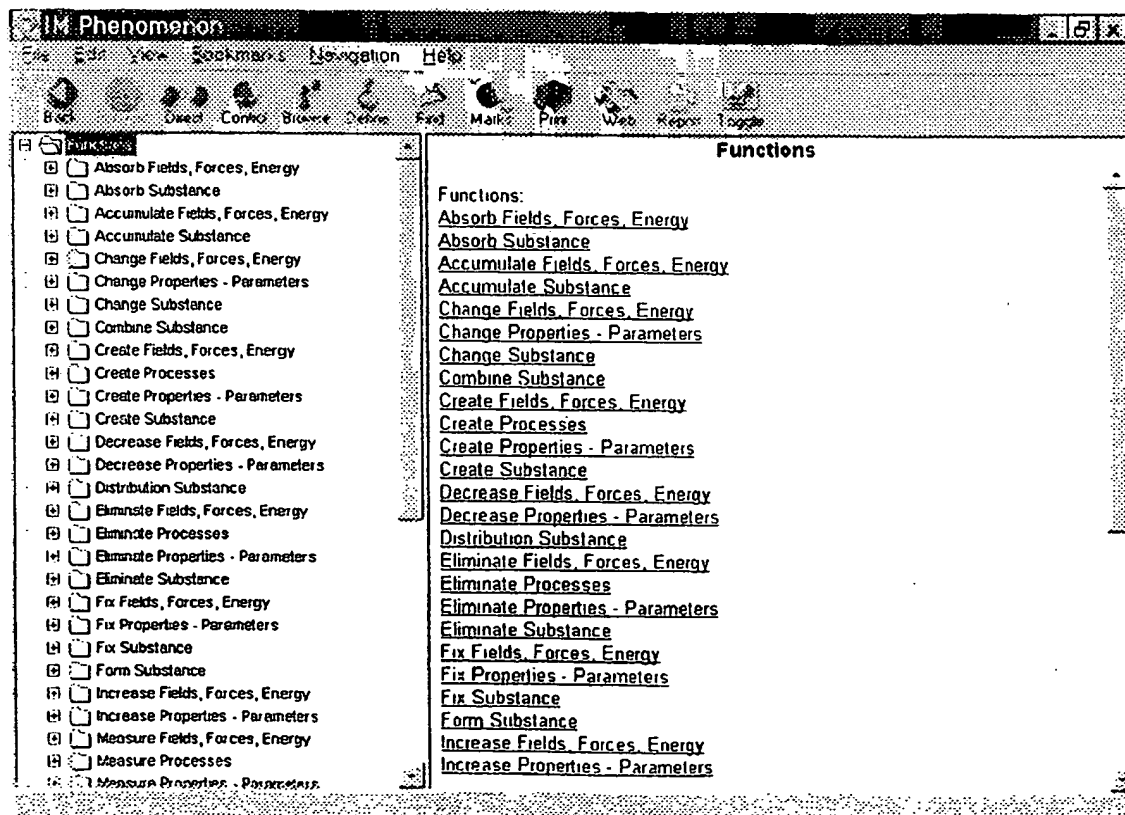 IM Phenomenon
File Edit View Bookmarks Navigation Help
Back Direct Control Browse Define Find Marks Print Web Report Toggle
Functions
Absorb Fields, Forces, Energy
Absorb Substance
Accumulate Fields, Forces, Energy
Accumulate Substance
Change Fields, Forces, Energy
Change Properties - Parameters
Change Substance
Combine Substance
Create Fields, Forces, Energy
Create Processes
Create Properties - Parameters
Create Substance
Decrease Fields, Forces, Energy
Decrease Properties - Parameters
Distribution Substance
Eliminate Fields, Forces, Energy
Eliminate Processes
Eliminate Properties - Parameters
Eliminate Substance
Fix Fields, Forces, Energy
Fix Properties - Parameters
Fix Substance
Form Substance
Increase Fields, Forces, Energy
Increase Properties - Parameters
Measure Fields, Forces, Energy
Measure Processes
Measure Properties - Parameters
Functions
Functions:
Absorb Fields, Forces, Energy
Absorb Substance
Accumulate Fields, Forces, Energy
Accumulate Substance
Change Fields, Forces, Energy
Change Properties - Parameters
Change Substance
Combine Substance
Create Fields, Forces, Energy
Create Processes
Create Properties - Parameters
Create Substance
Decrease Fields, Forces, Energy
Decrease Properties - Parameters
Distribution Substance
Eliminate Fields, Forces, Energy
Eliminate Processes
Eliminate Properties - Parameters
Eliminate Substance
Fix Fields, Forces, Energy
Fix Properties - Parameters
Fix Substance
Form Substance
Increase Fields, Forces, Energy
Increase Properties - Parameters